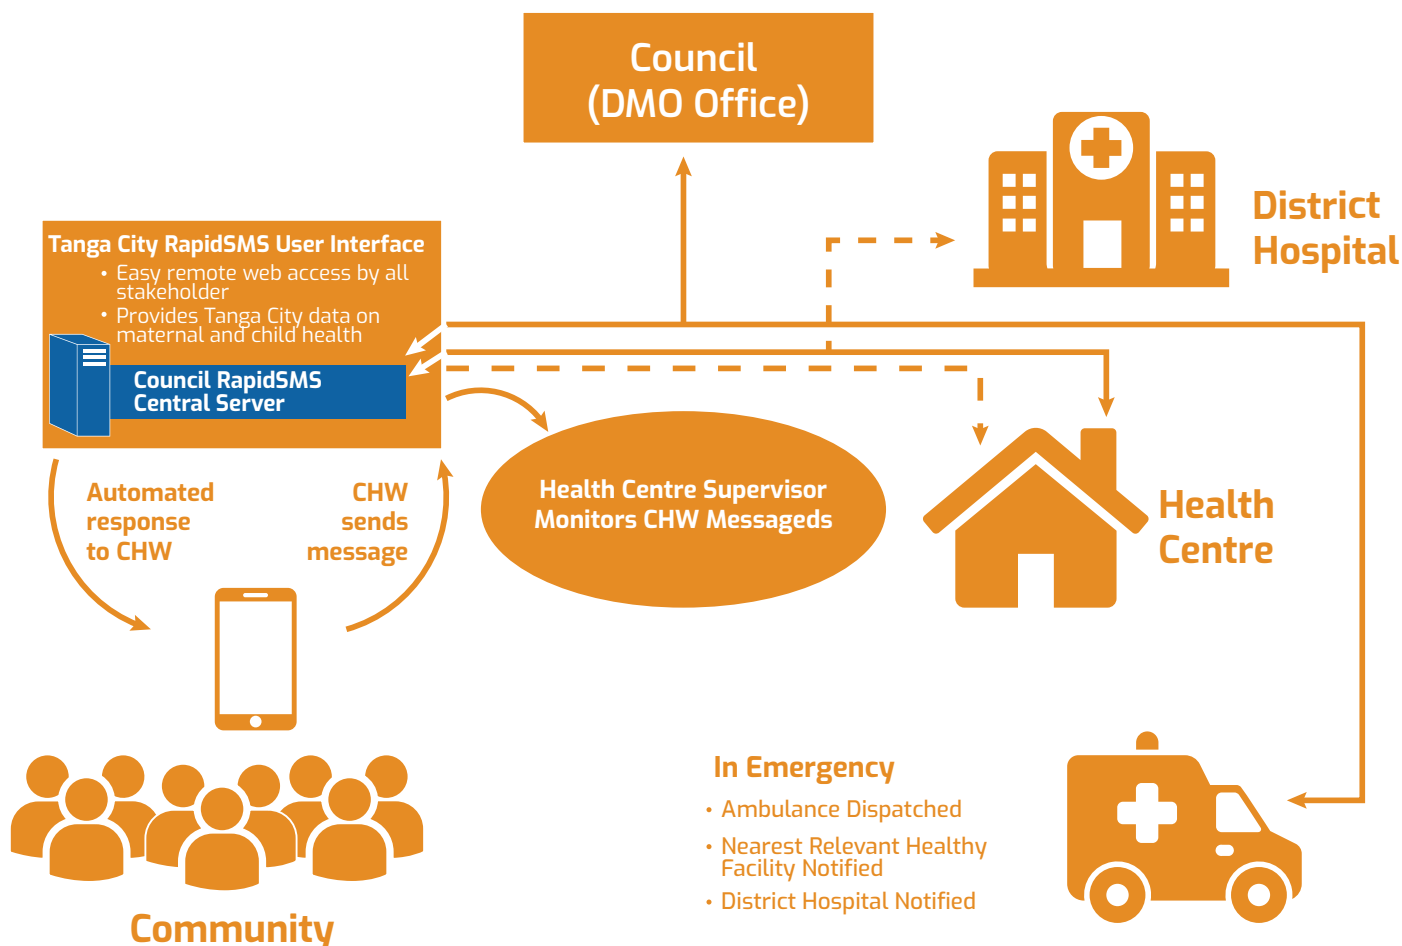 Council
(DMO Office)
District
Hospital
Tanga City RapidSMS User Interface
• Easy remote web access by all
stakeholder
• Provides Tanga City data on
maternal and child health
Council RapidSMS
Central Server
Automated
response
to CHW
CHW
sends
message
Health Centre Supervisor
Monitors CHW Messageds
Health
Centre
In Emergency
• Ambulance Dispatched
• Nearest Relevant Healthy
Facility Notified
• District Hospital Notified
Community